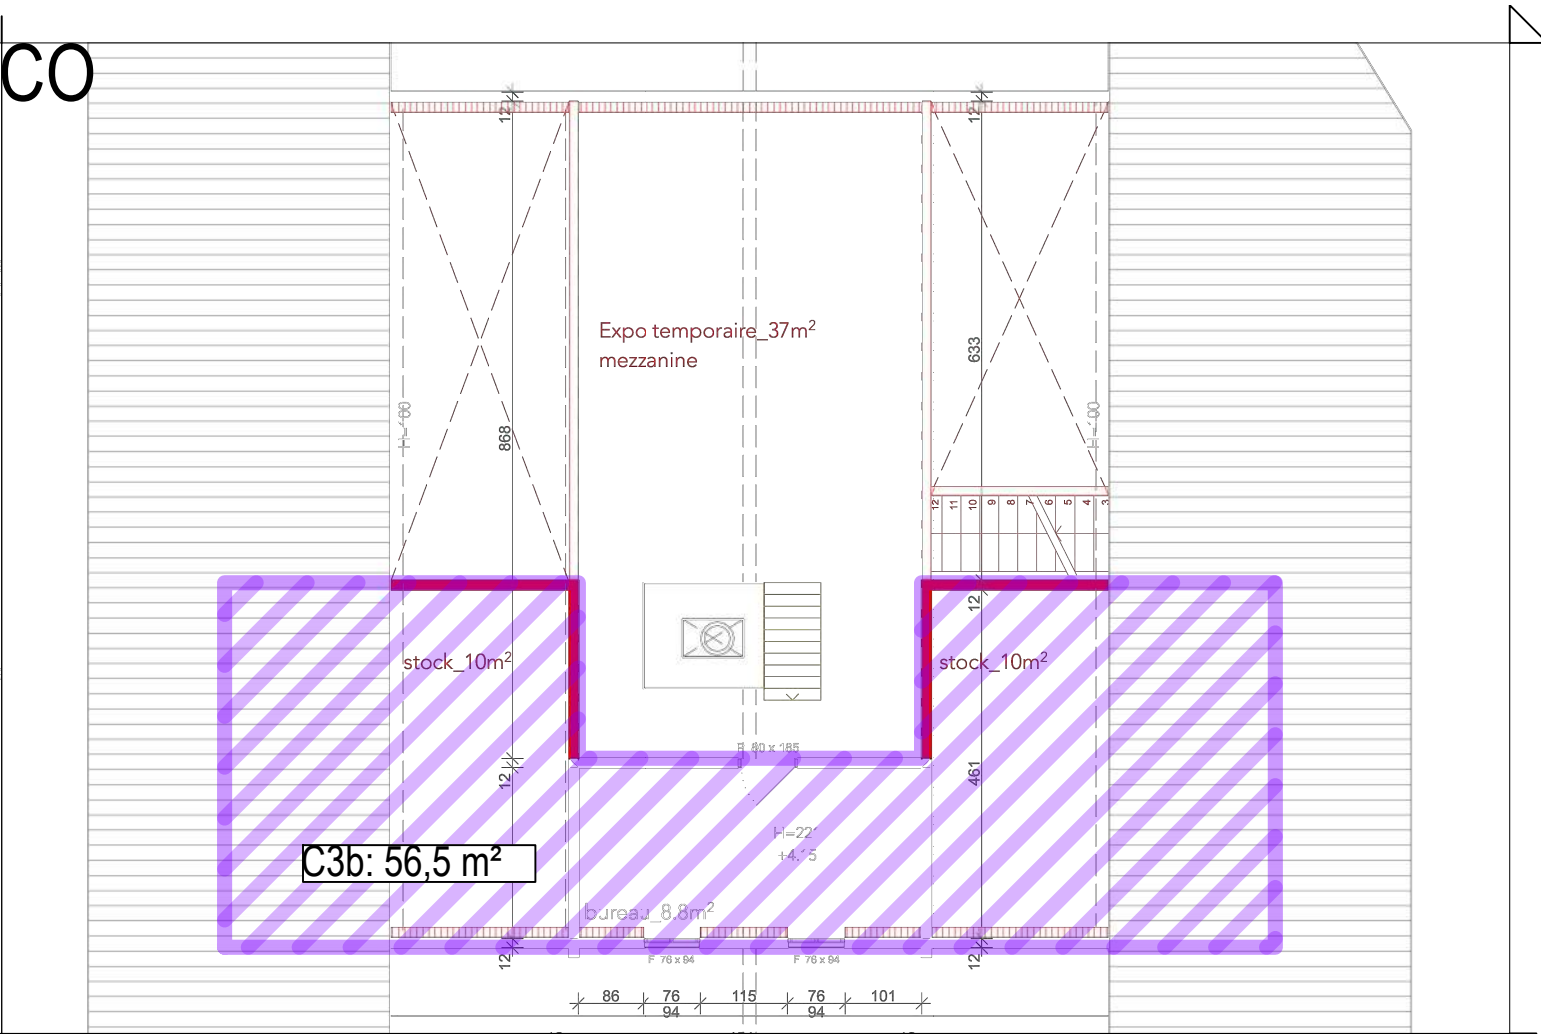 CO
12
12
Expo temporaire_37m²
mezzanine
633
868
12 11 10 9 8 7 6 5 4 3
12
stock_10m²
stock_10m²
12
461
C3b: 56,5 m²
bureau_8.8m²
12
12
F 76 x 94
F 76 x 94
86 76 115 76 101
94 94